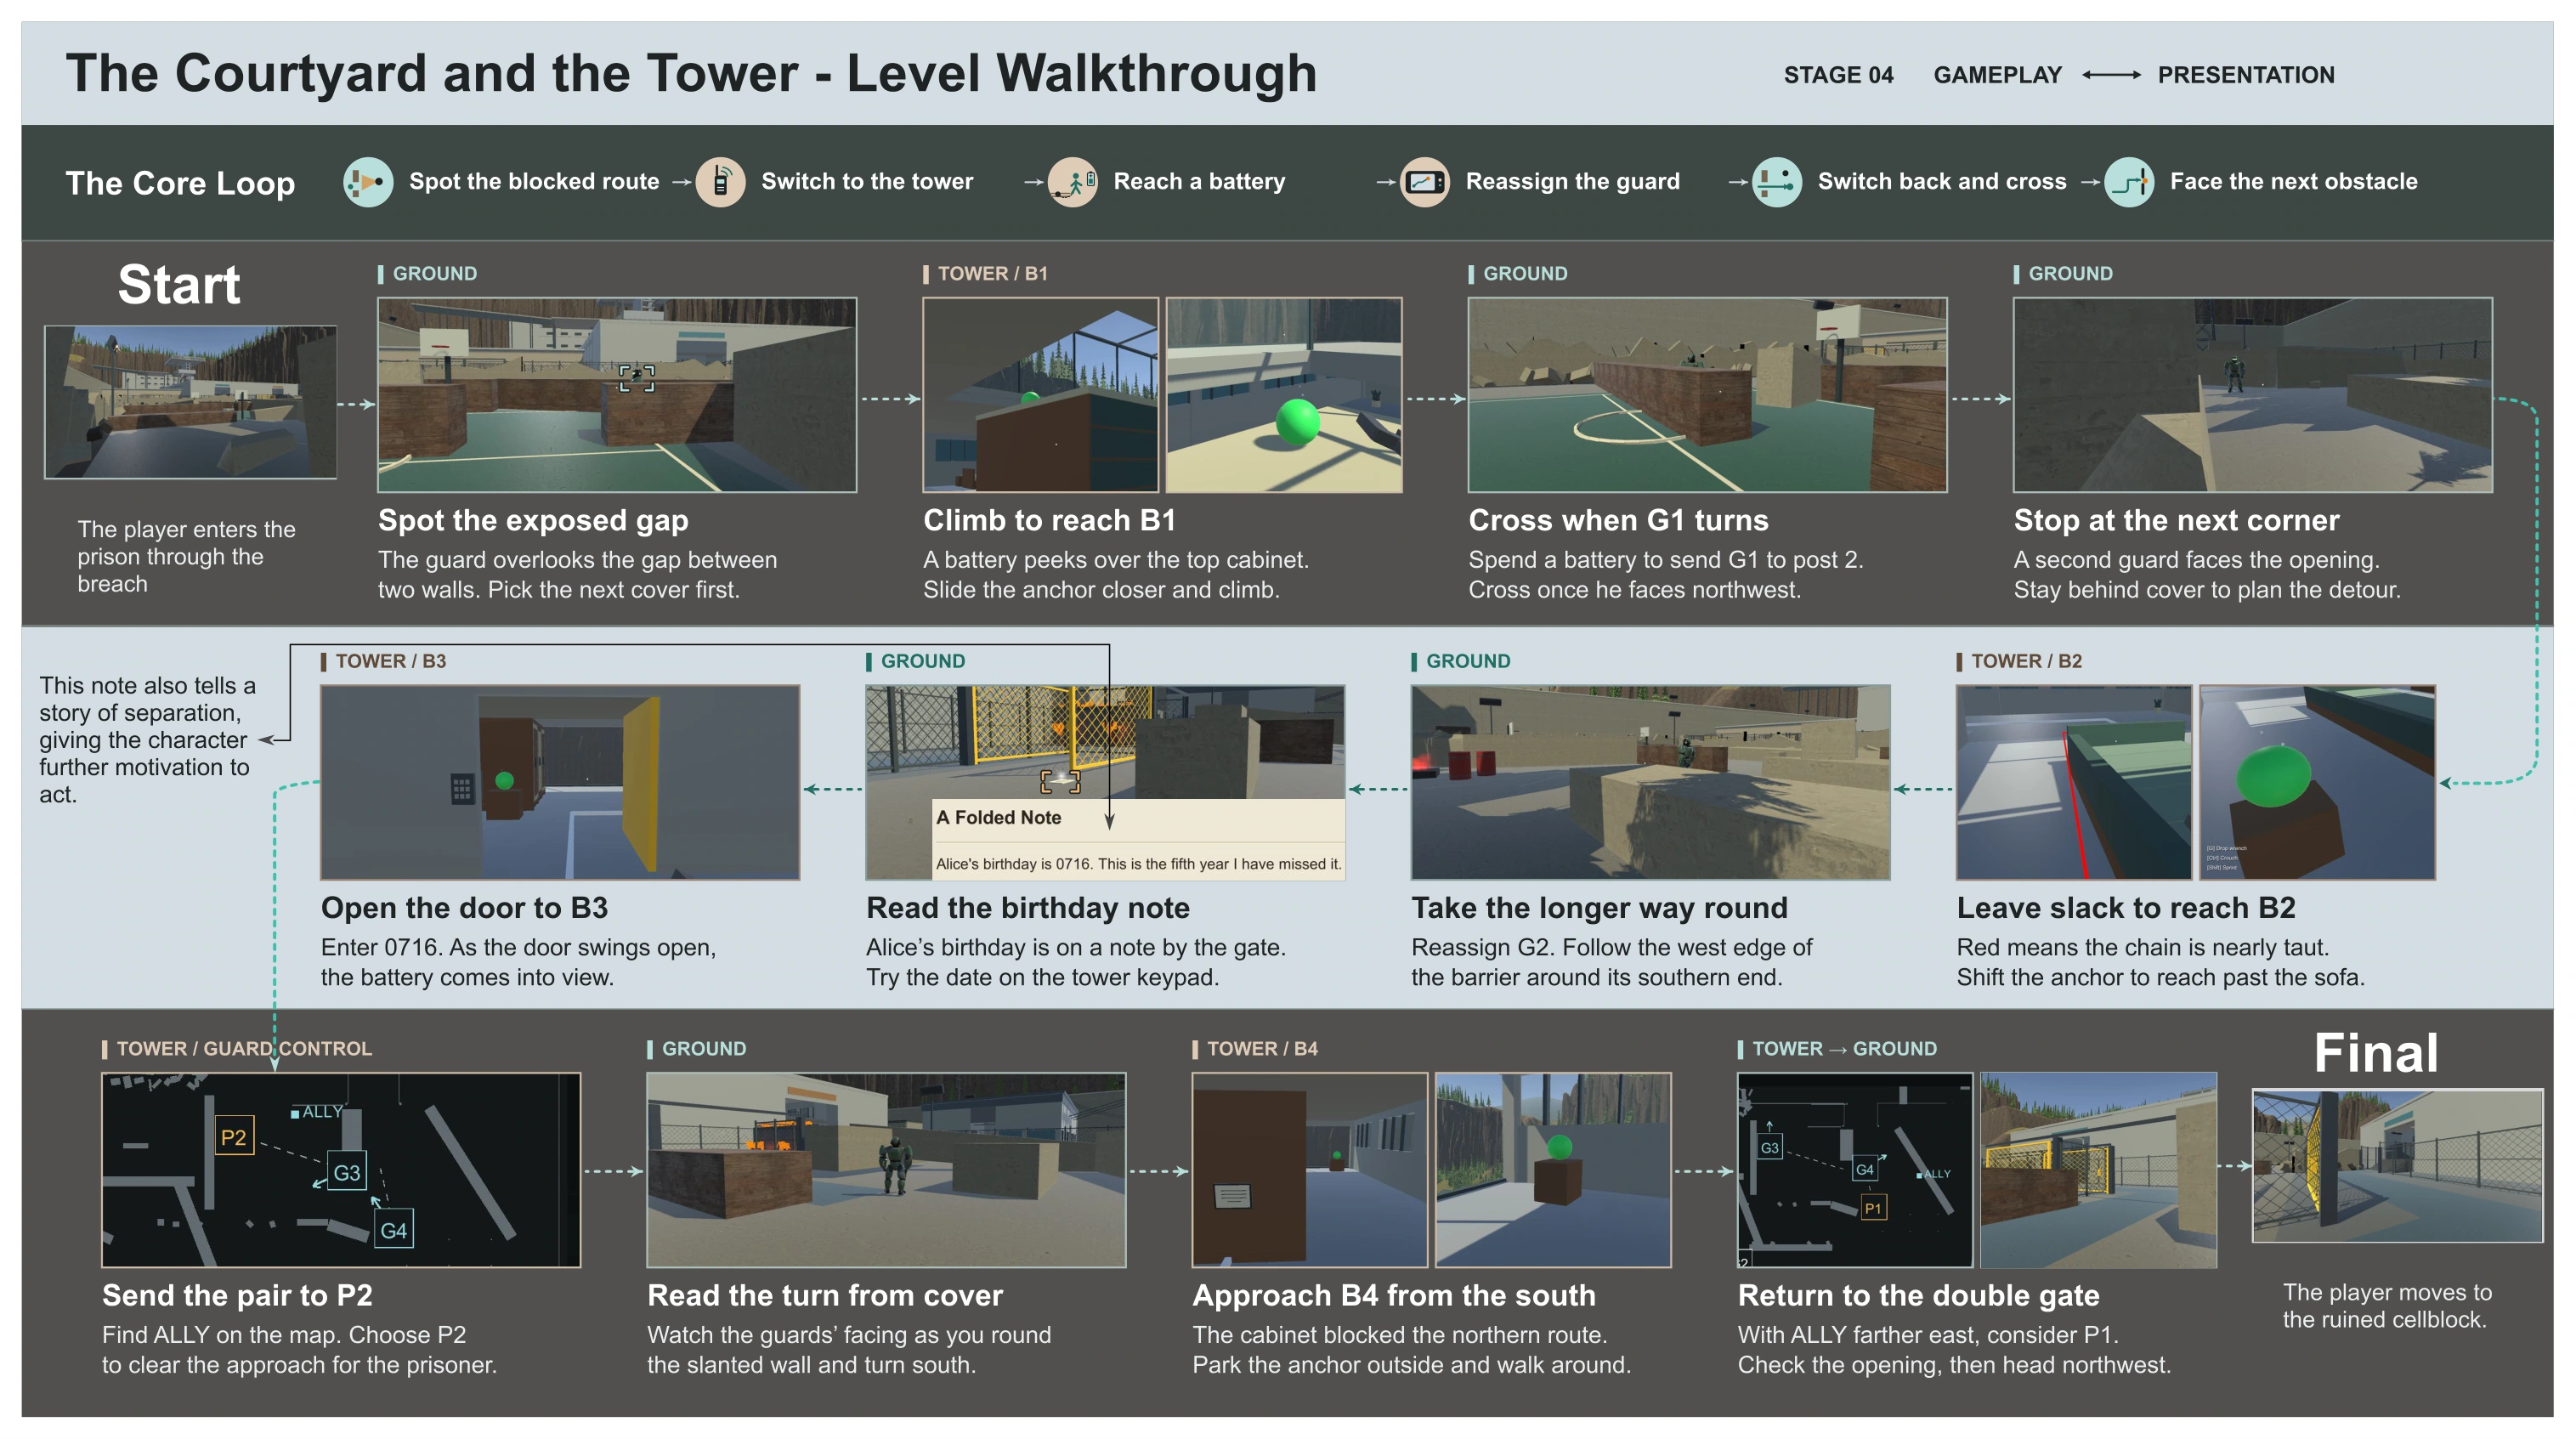 The Courtyard and the Tower - Level Walkthrough
STAGE 04 GAMEPLAY PRESENTATION
The Core Loop
Spot the blocked route → Switch to the tower → Reach a battery → Reassign the guard → Switch back and cross → Face the next obstacle
Start
The player enters the
prison through the
breach
GROUND
Spot the exposed gap
The guard overlooks the gap between
two walls. Pick the next cover first.
TOWER / B1
Climb to reach B1
A battery peeks over the top cabinet.
Slide the anchor closer and climb.
GROUND
Cross when G1 turns
Spend a battery to send G1 to post 2.
Cross once he faces northwest.
GROUND
Stop at the next corner
A second guard faces the opening.
Stay behind cover to plan the detour.
TOWER / B2
[G] Drop wrench
[Ctrl] Crouch
[Shift] Sprint
Leave slack to reach B2
Red means the chain is nearly taut.
Shift the anchor to reach past the sofa.
GROUND
Take the longer way round
Reassign G2. Follow the west edge of
the barrier around its southern end.
GROUND
A Folded Note
Alice's birthday is 0716. This is the fifth year I have missed it.
Read the birthday note
Alice’s birthday is on a note by the gate.
Try the date on the tower keypad.
This note also tells a
story of separation,
giving the character
further motivation to
act.
TOWER / B3
Open the door to B3
Enter 0716. As the door swings open,
the battery comes into view.
TOWER / GUARD CONTROL
ALLY
P2
G3
G4
Send the pair to P2
Find ALLY on the map. Choose P2
to clear the approach for the prisoner.
GROUND
Read the turn from cover
Watch the guards’ facing as you round
the slanted wall and turn south.
TOWER / B4
Approach B4 from the south
The cabinet blocked the northern route.
Park the anchor outside and walk around.
TOWER → GROUND
G3
G4
ALLY
P1
2
Return to the double gate
With ALLY farther east, consider P1.
Check the opening, then head northwest.
Final
The player moves to
the ruined cellblock.